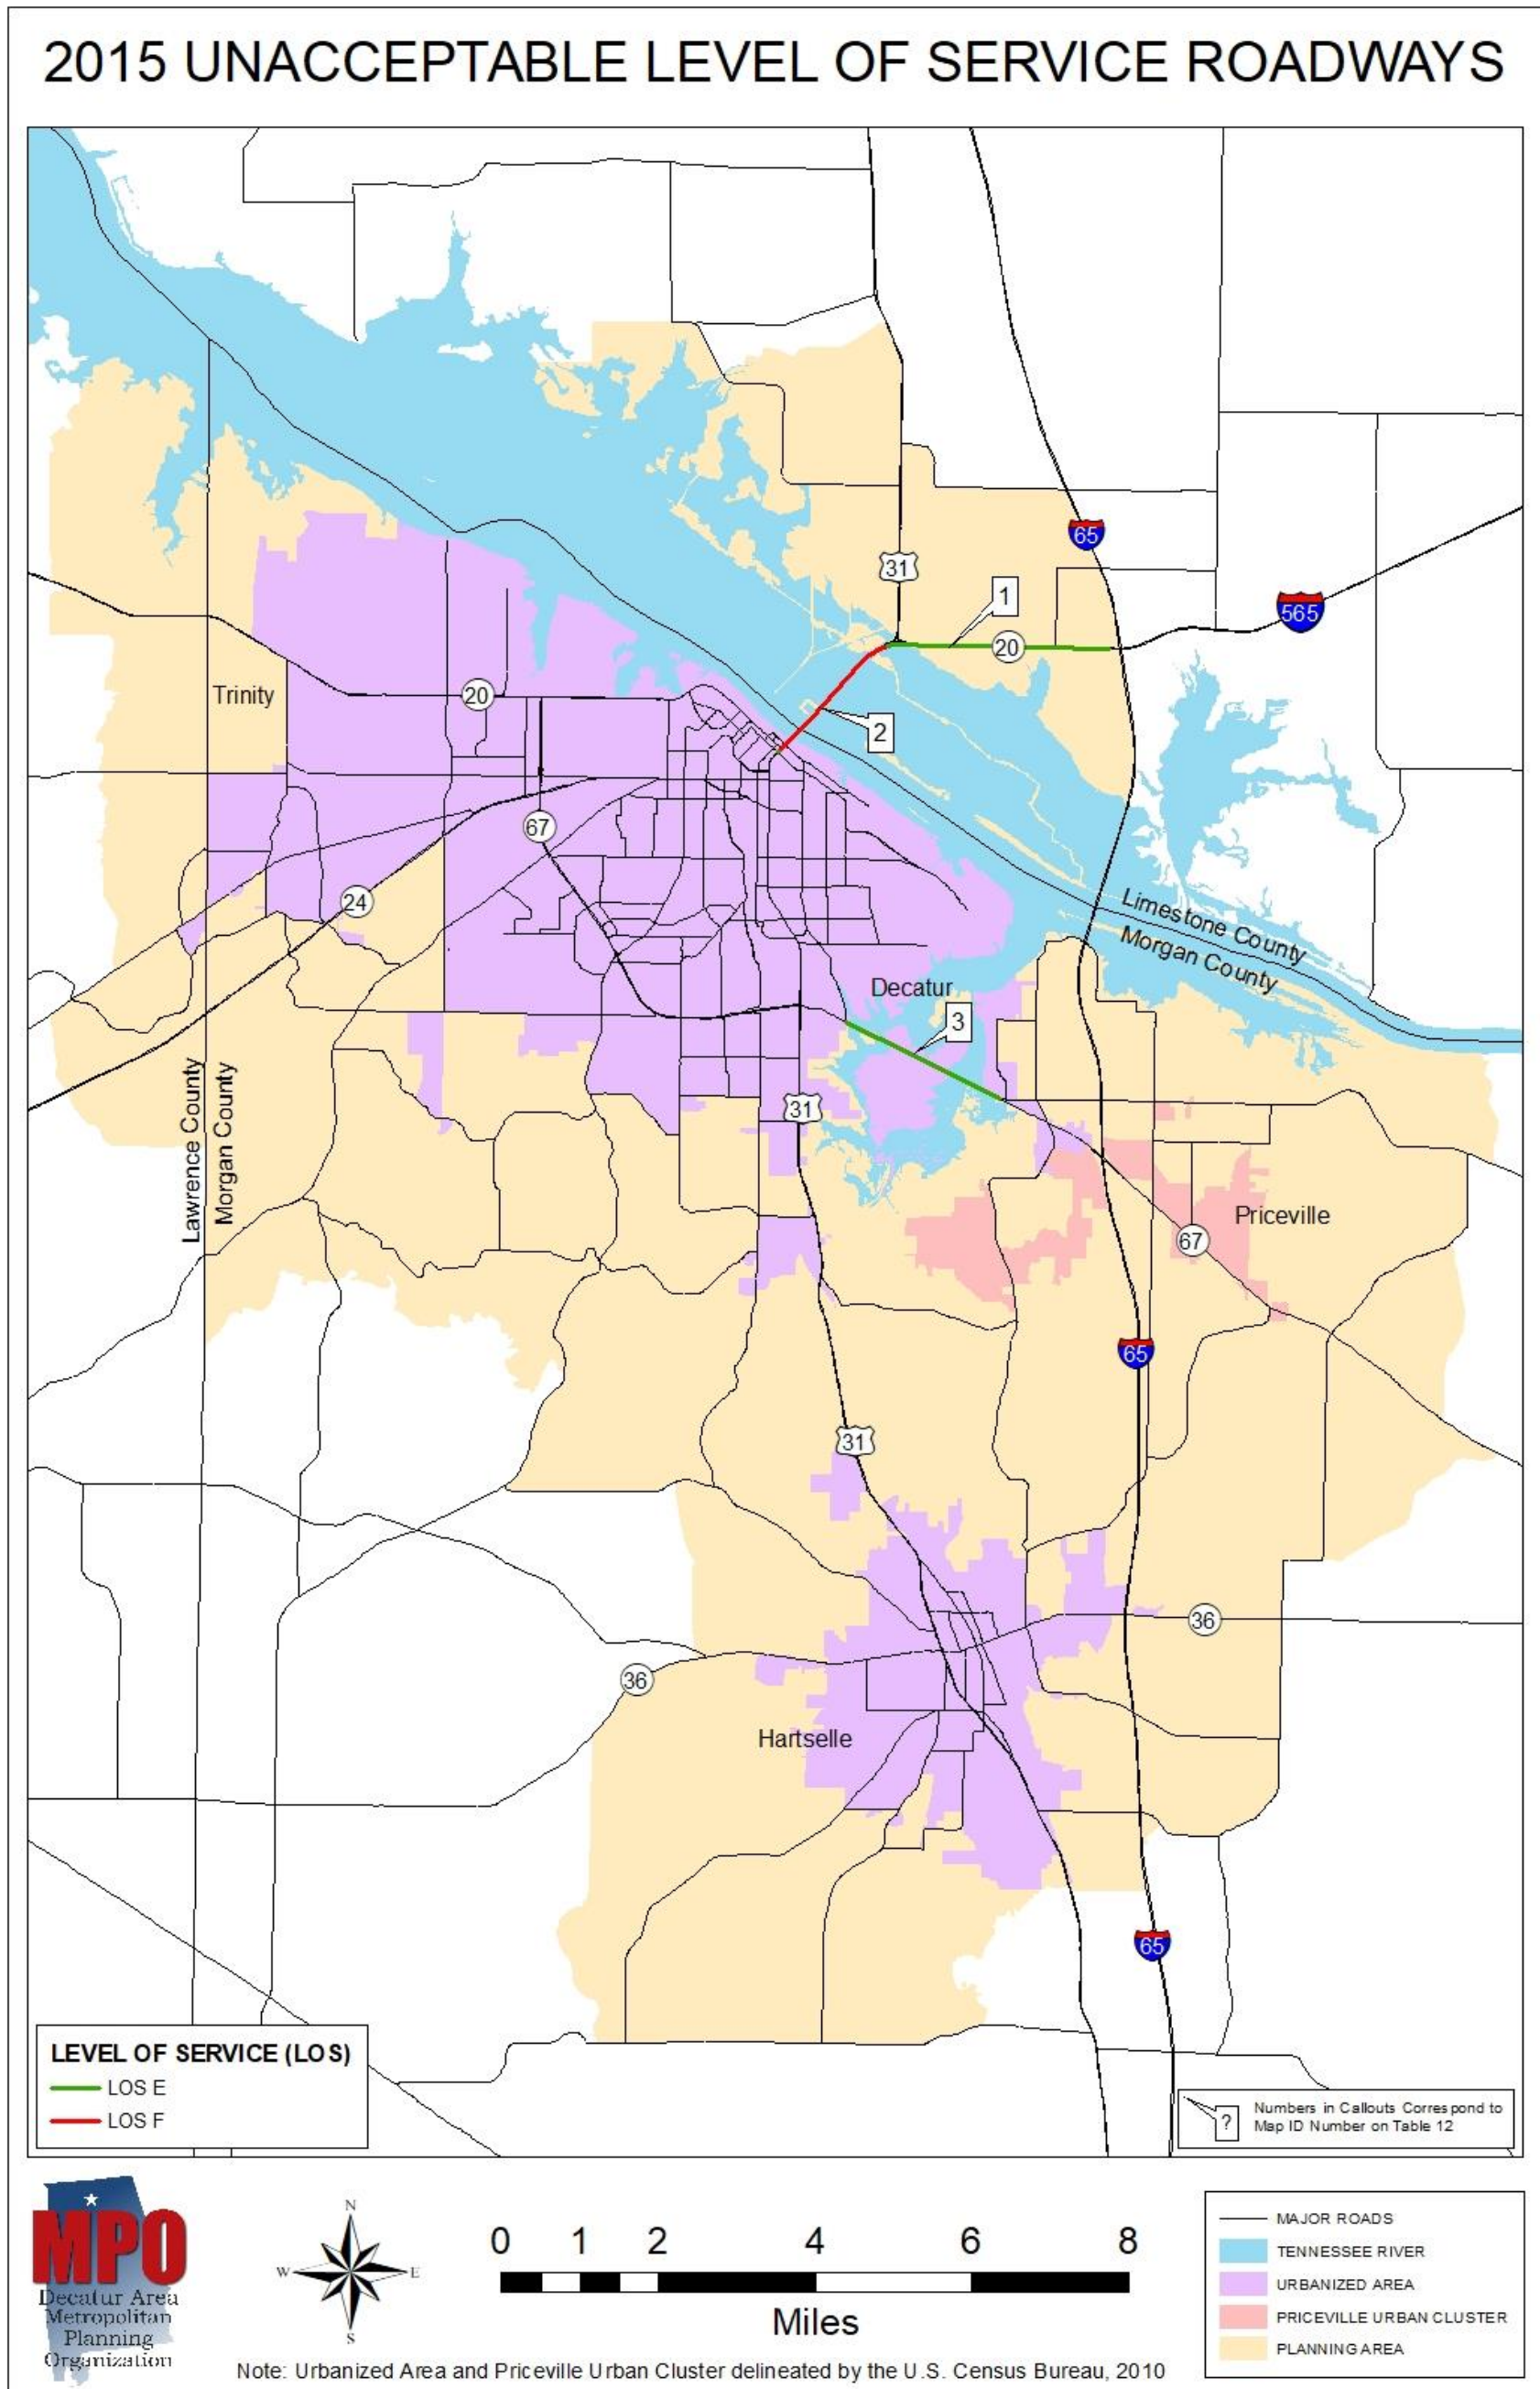 2015 UNACCEPTABLE LEVEL OF SERVICE ROADWAYS
65
31
1
565
20
20
Trinity
2
67
24
Limestone County
Morgan County
Decatur
3
31
Lawrence County
Morgan County
Priceville
67
65
31
36
36
Hartselle
65
LEVEL OF SERVICE (LOS)
LOS E
LOS F
?
Numbers in Callouts Correspond to
Map ID Number on Table 12
MPO
Decatur Area
Metropolitan
Planning
Organization
N
W
E
S
0 1 2 4 6 8
Miles
MAJOR ROADS
TENNESSEE RIVER
URBANIZED AREA
PRICEVILLE URBAN CLUSTER
PLANNING AREA
Note: Urbanized Area and Priceville Urban Cluster delineated by the U.S. Census Bureau, 2010